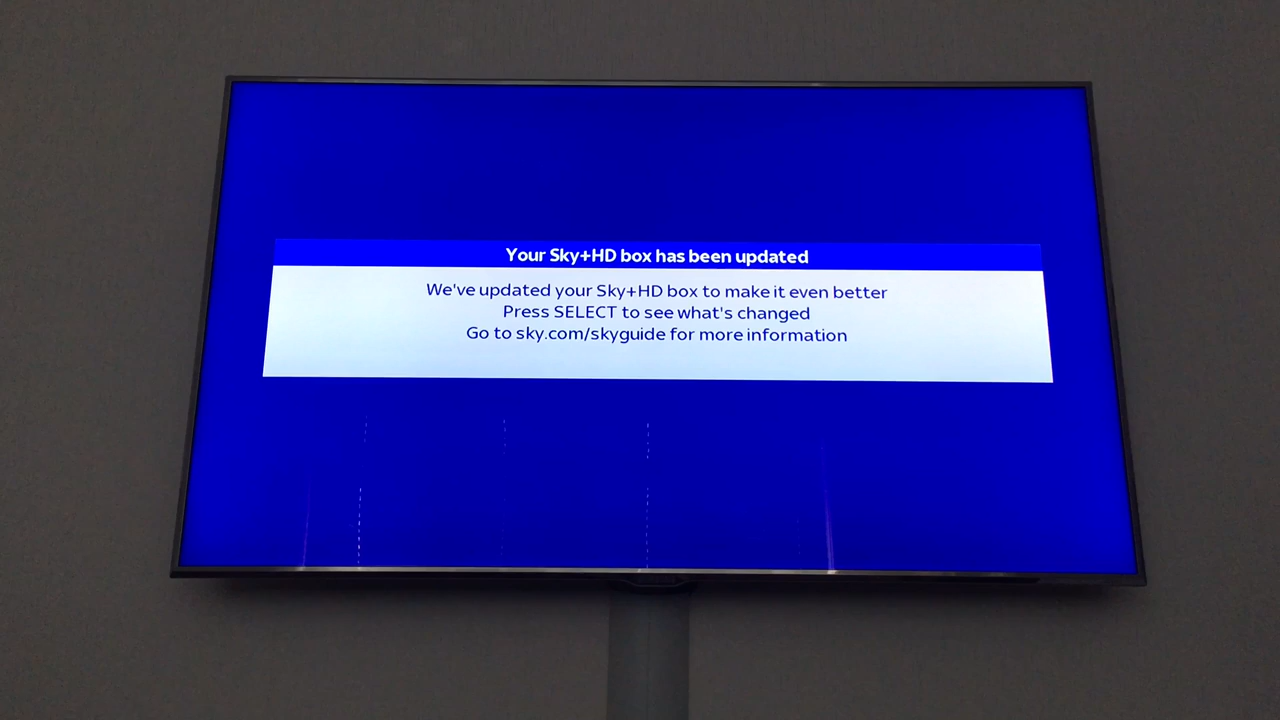 Your Sky+HD box has been updated
We've updated your Sky+HD box to make it even better
Press SELECT to see what's changed
Go to sky.com/skyguide for more information